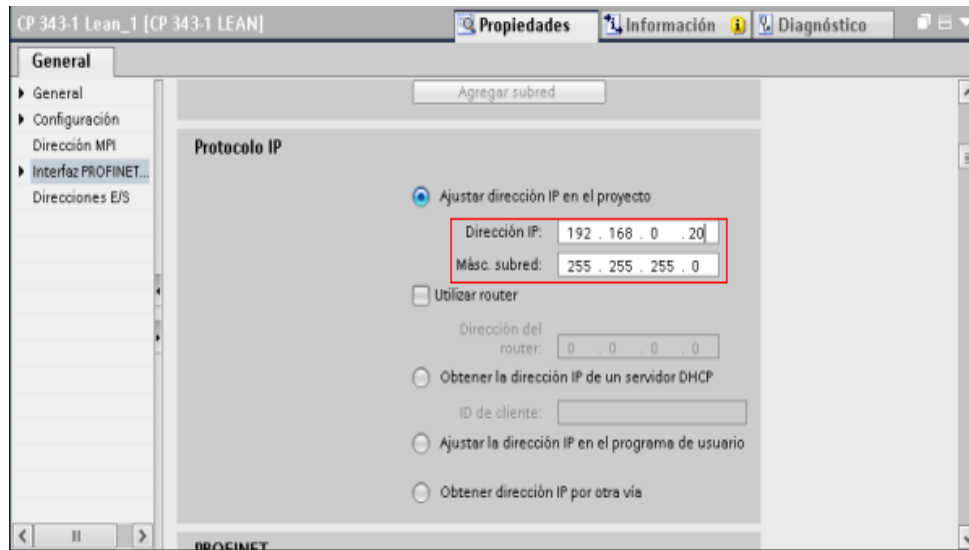 CP 343-1 Lean_1 [CP 343-1 LEAN]
Propiedades
Información
Diagnóstico
General
General
Configuración
Dirección MPI
Interfaz PROFINET...
Direcciones E/S
Agregar subred
Protocolo IP
Ajustar dirección IP en el proyecto
Dirección IP: 192 . 168 . 0 . 20
Másc. subred: 255 . 255 . 255 . 0
Utilizar router
Dirección del
router: 0 . 0 . 0 . 0
Obtener la dirección IP de un servidor DHCP
ID de cliente:
Ajustar la dirección IP en el programa de usuario
Obtener dirección IP por otra vía
PROFINET